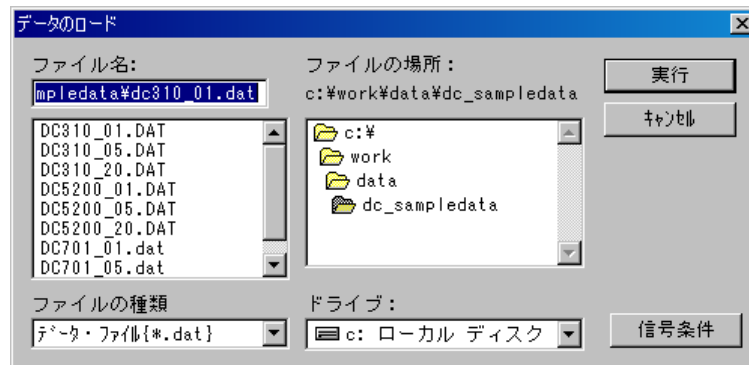 データのロード
ファイル名:
mpledata¥dc310_01.dat
DC310_01.DAT
DC310_05.DAT
DC310_20.DAT
DC5200_01.DAT
DC5200_05.DAT
DC5200_20.DAT
DC701_01.dat
DC701_05.dat
ファイルの種類
ﾃﾞｰﾀ・ﾌｧｲﾙ{*.dat}
ファイルの場所：
c:¥work¥data¥dc_sampledata
c:¥
work
data
dc_sampledata
ドライブ：
c: ローカル ディスク
実行
ｷｬﾝｾﾙ
信号条件